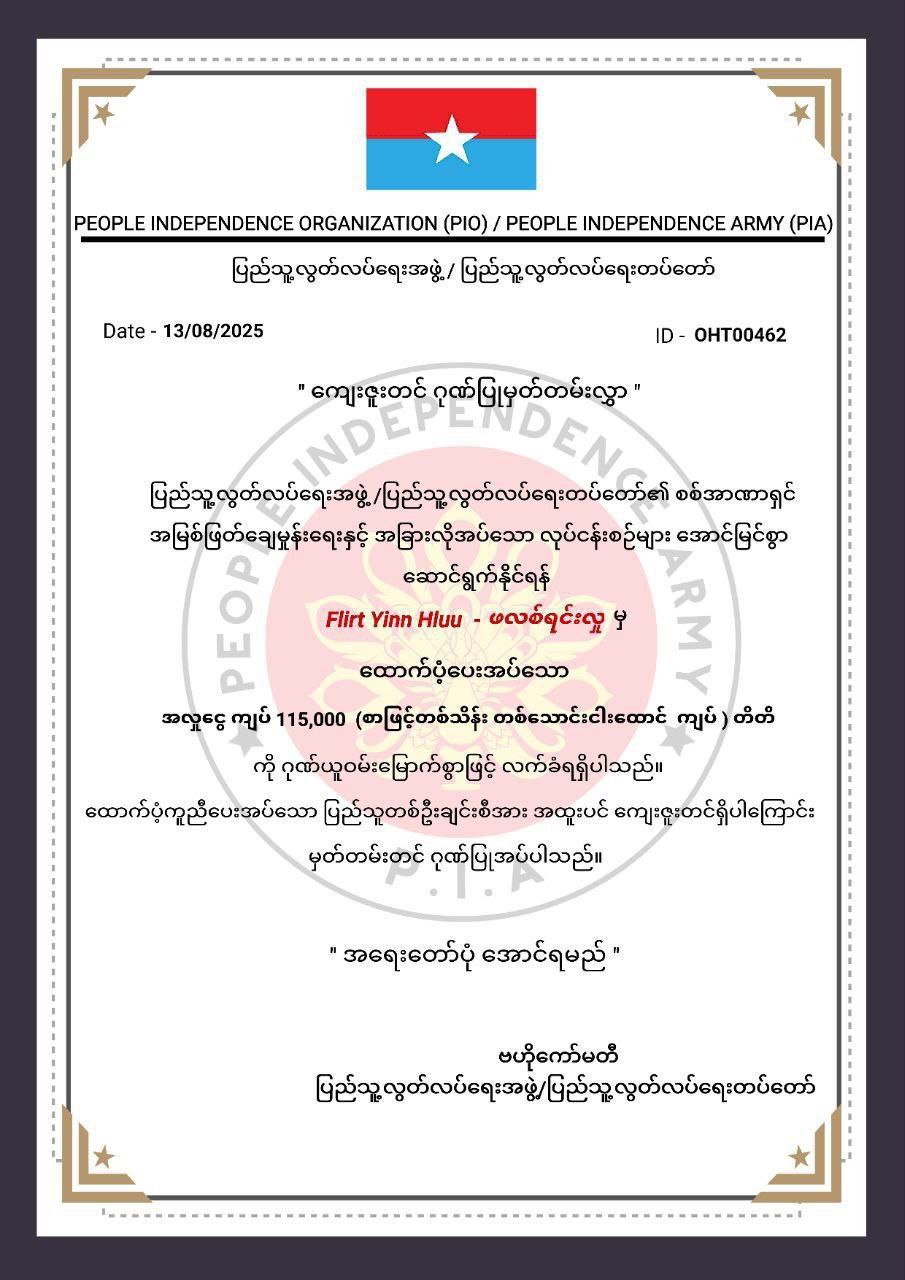 PEOPLE INDEPENDENCE ORGANIZATION (PIO) / PEOPLE INDEPENDENCE ARMY (PIA)
ပြည်သူ့လွတ်လပ်ရေးအဖွဲ့ / ပြည်သူ့လွတ်လပ်ရေးတပ်တော်
Date - 13/08/2025
ID - OHT00462
" ကျေးဇူးတင် ဂုဏ်ပြုမှတ်တမ်းလွှာ "
PEOPLE INDEPENDENCE ARMY
ပြည်သူ့လွတ်လပ်ရေးအဖွဲ့ /ပြည်သူ့လွတ်လပ်ရေးတပ်တော်၏ စစ်အာဏာရှင်
အမြစ်ဖြတ်ချေမှုန်းရေးနှင့် အခြားလိုအပ်သော လုပ်ငန်းစဉ်များ အောင်မြင်စွာ
ဆောင်ရွက်နိုင်ရန်
Flirt Yinn Hluu - ဖလစ်ရင်းလှူ မှ
ထောက်ပံ့ပေးအပ်သော
အလှူငွေ ကျပ် 115,000 (စာဖြင့်တစ်သိန်း တစ်သောင်းငါးထောင် ကျပ် ) တိတိ
ကို ဂုဏ်ယူဝမ်းမြောက်စွာဖြင့် လက်ခံရရှိပါသည်။
ထောက်ပံ့ကူညီပေးအပ်သော ပြည်သူတစ်ဦးချင်းစီအား အထူးပင် ကျေးဇူးတင်ရှိပါကြောင်း
မှတ်တမ်းတင် ဂုဏ်ပြုအပ်ပါသည်။
P.I.A
" အရေးတော်ပုံ အောင်ရမည် "
ဗဟိုကော်မတီ
ပြည်သူ့လွတ်လပ်ရေးအဖွဲ့/ပြည်သူ့လွတ်လပ်ရေးတပ်တော်